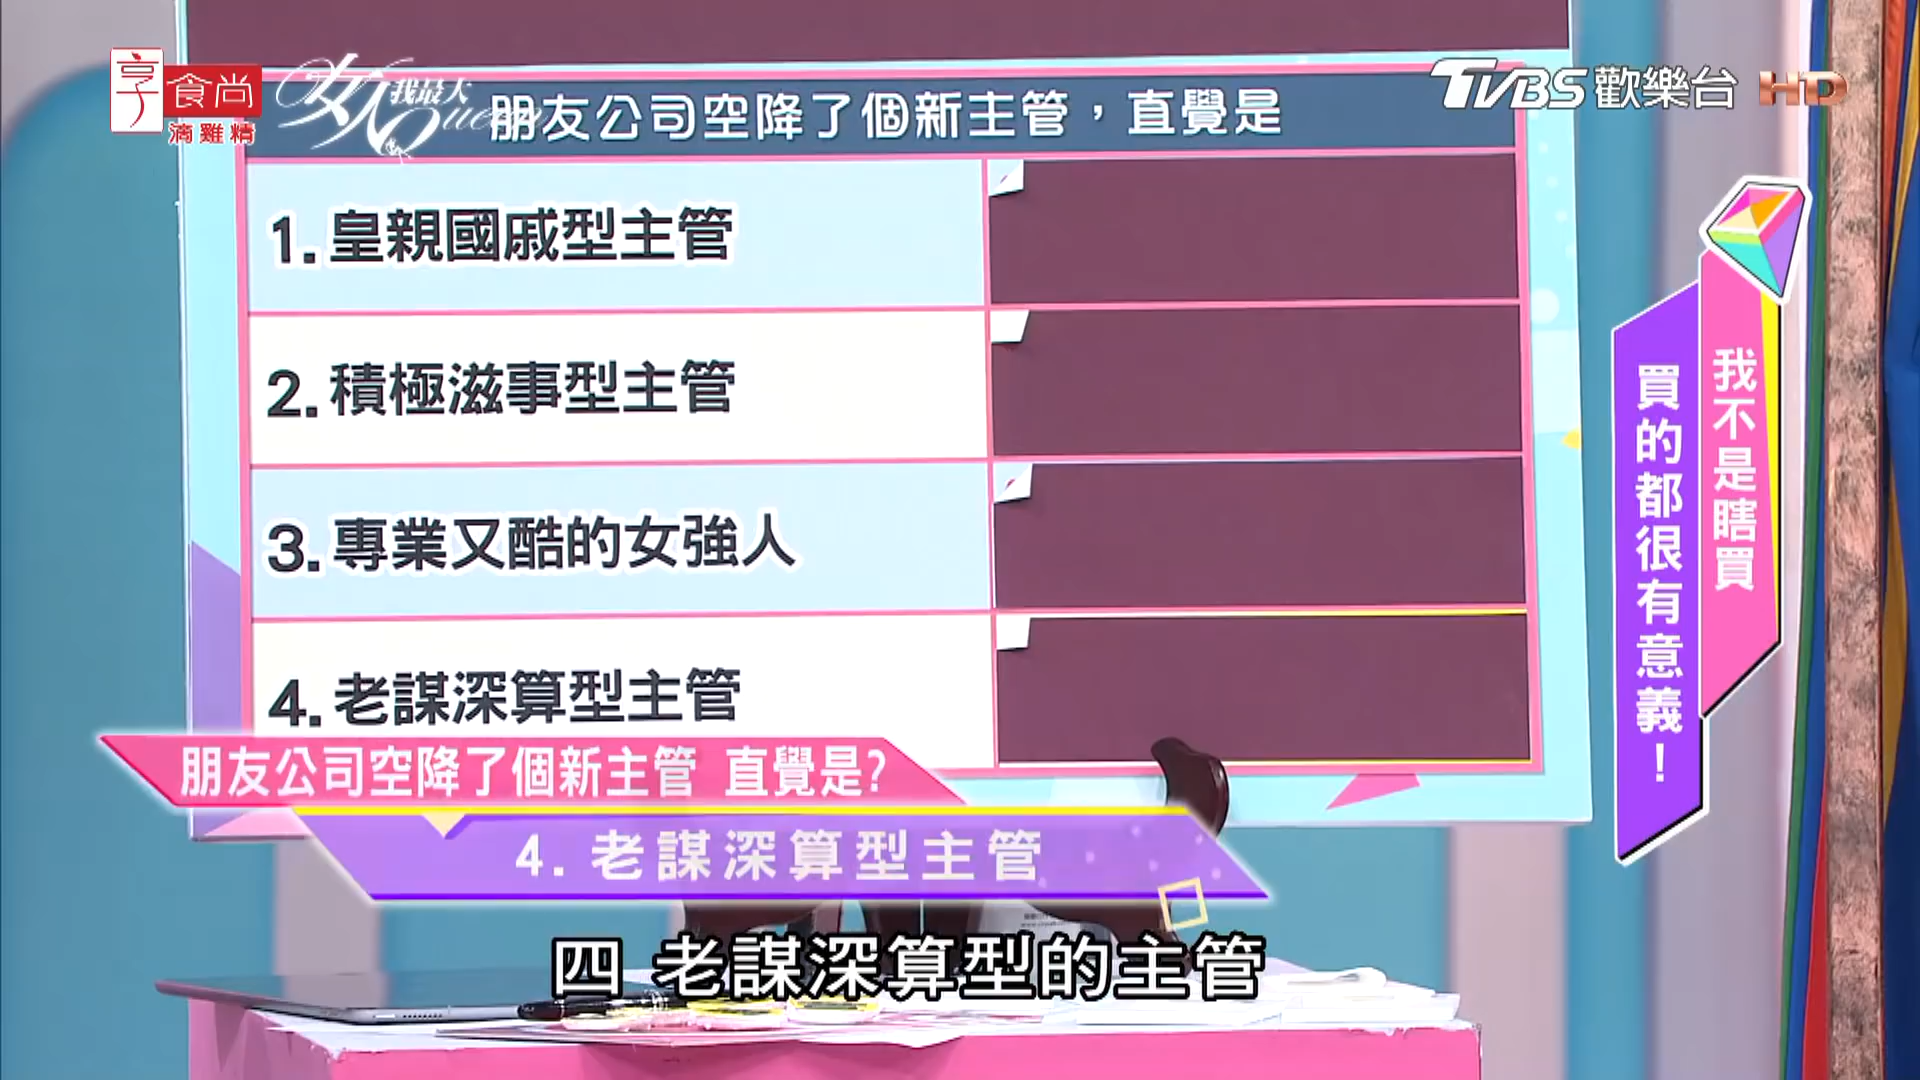 亨 食尚
滴雞精
女人我最大
Queen
TVBS歡樂台 HD
朋友公司空降了個新主管，直覺是
1. 皇親國戚型主管
2. 積極滋事型主管
3. 專業又酷的女強人
4. 老謀深算型主管
我不是瞎買
買的都很有意義！
朋友公司空降了個新主管 直覺是?
4. 老謀深算型主管
四 老謀深算型的主管